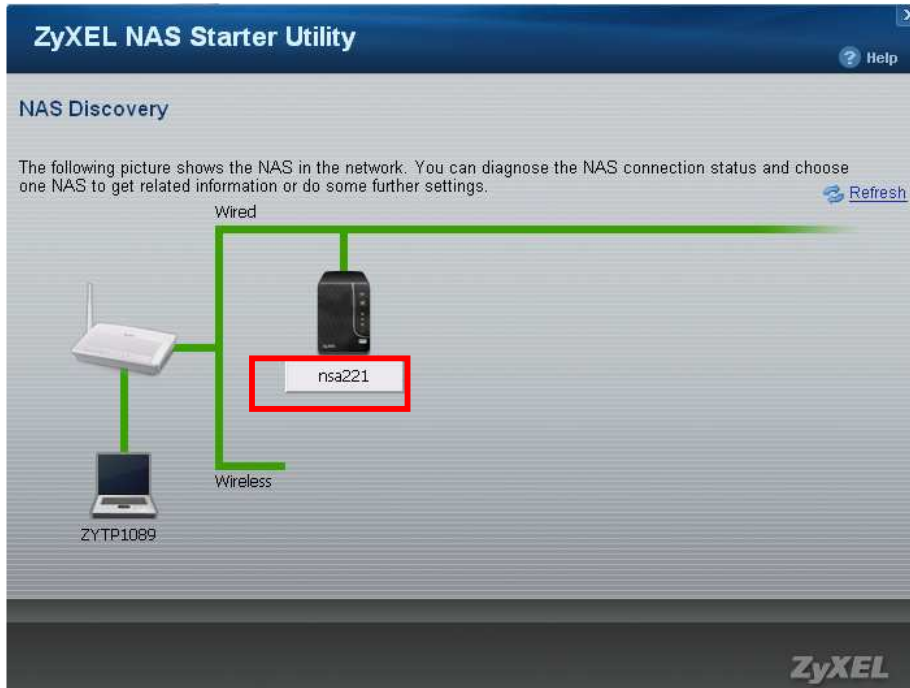 ZyXEL NAS Starter Utility
Help
NAS Discovery
The following picture shows the NAS in the network. You can diagnose the NAS connection status and choose
one NAS to get related information or do some further settings.
Refresh
Wired
nsa221
Wireless
ZYTP1089
ZyXEL